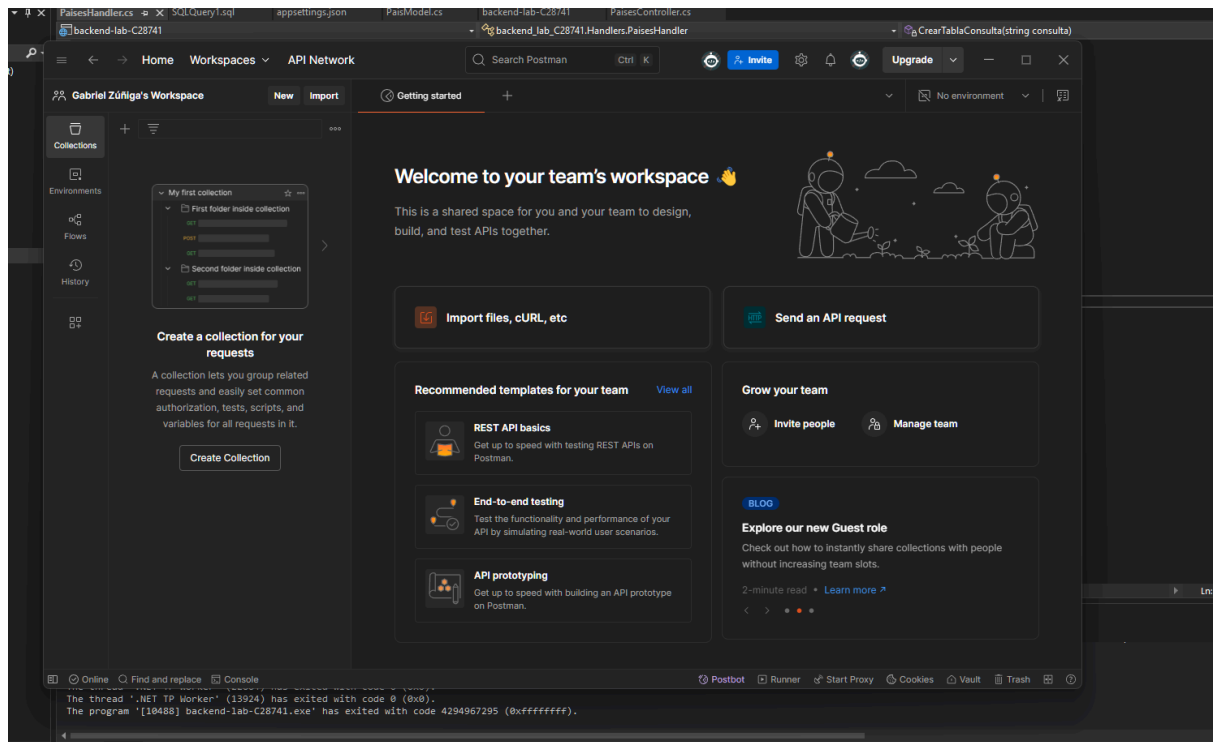 PaisesHandler.cs SQLQuery1.sql appsettings.json PaisModel.cs backend-lab-C28741 PaisesController.cs
backend-lab-C28741 backend_lab_C28741.Handlers.PaisesHandler CrearTablaConsulta(string consulta)
Home Workspaces API Network Search Postman Ctrl K Invite Upgrade
Gabriel Zúñiga's Workspace New Import Getting started No environment
Collections
Environments
Flows
History
My first collection
First folder inside collection
GET
POST
GET
Second folder inside collection
GET
GET
Create a collection for your
requests
A collection lets you group related
requests and easily set common
authorization, tests, scripts, and
variables for all requests in it.
Create Collection
Welcome to your team's workspace 👋
This is a shared space for you and your team to design,
build, and test APIs together.
Import files, cURL, etc
HTTP Send an API request
Recommended templates for your team View all
REST API basics
Get up to speed with testing REST APIs on
Postman.
End-to-end testing
Test the functionality and performance of your
API by simulating real-world user scenarios.
API prototyping
Get up to speed with building an API prototype
on Postman.
Grow your team
Invite people Manage team
BLOG
Explore our new Guest role
Check out how to instantly share collections with people
without increasing team slots.
2-minute read • Learn more ↗
Ln:
Online Find and replace Console Postbot Runner Start Proxy Cookies Vault Trash
The thread '.NET TP Worker' (13924) has exited with code 0 (0x0).
The program '[10488] backend-lab-C28741.exe' has exited with code 4294967295 (0xffffffff).